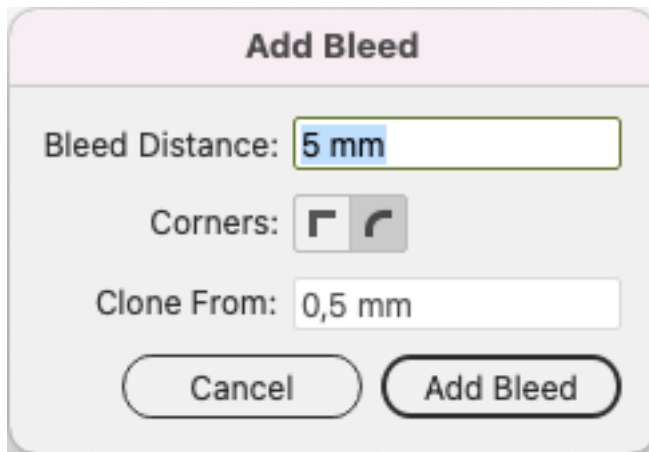 Add Bleed
Bleed Distance: 5 mm
Corners:
Clone From: 0,5 mm
Cancel Add Bleed